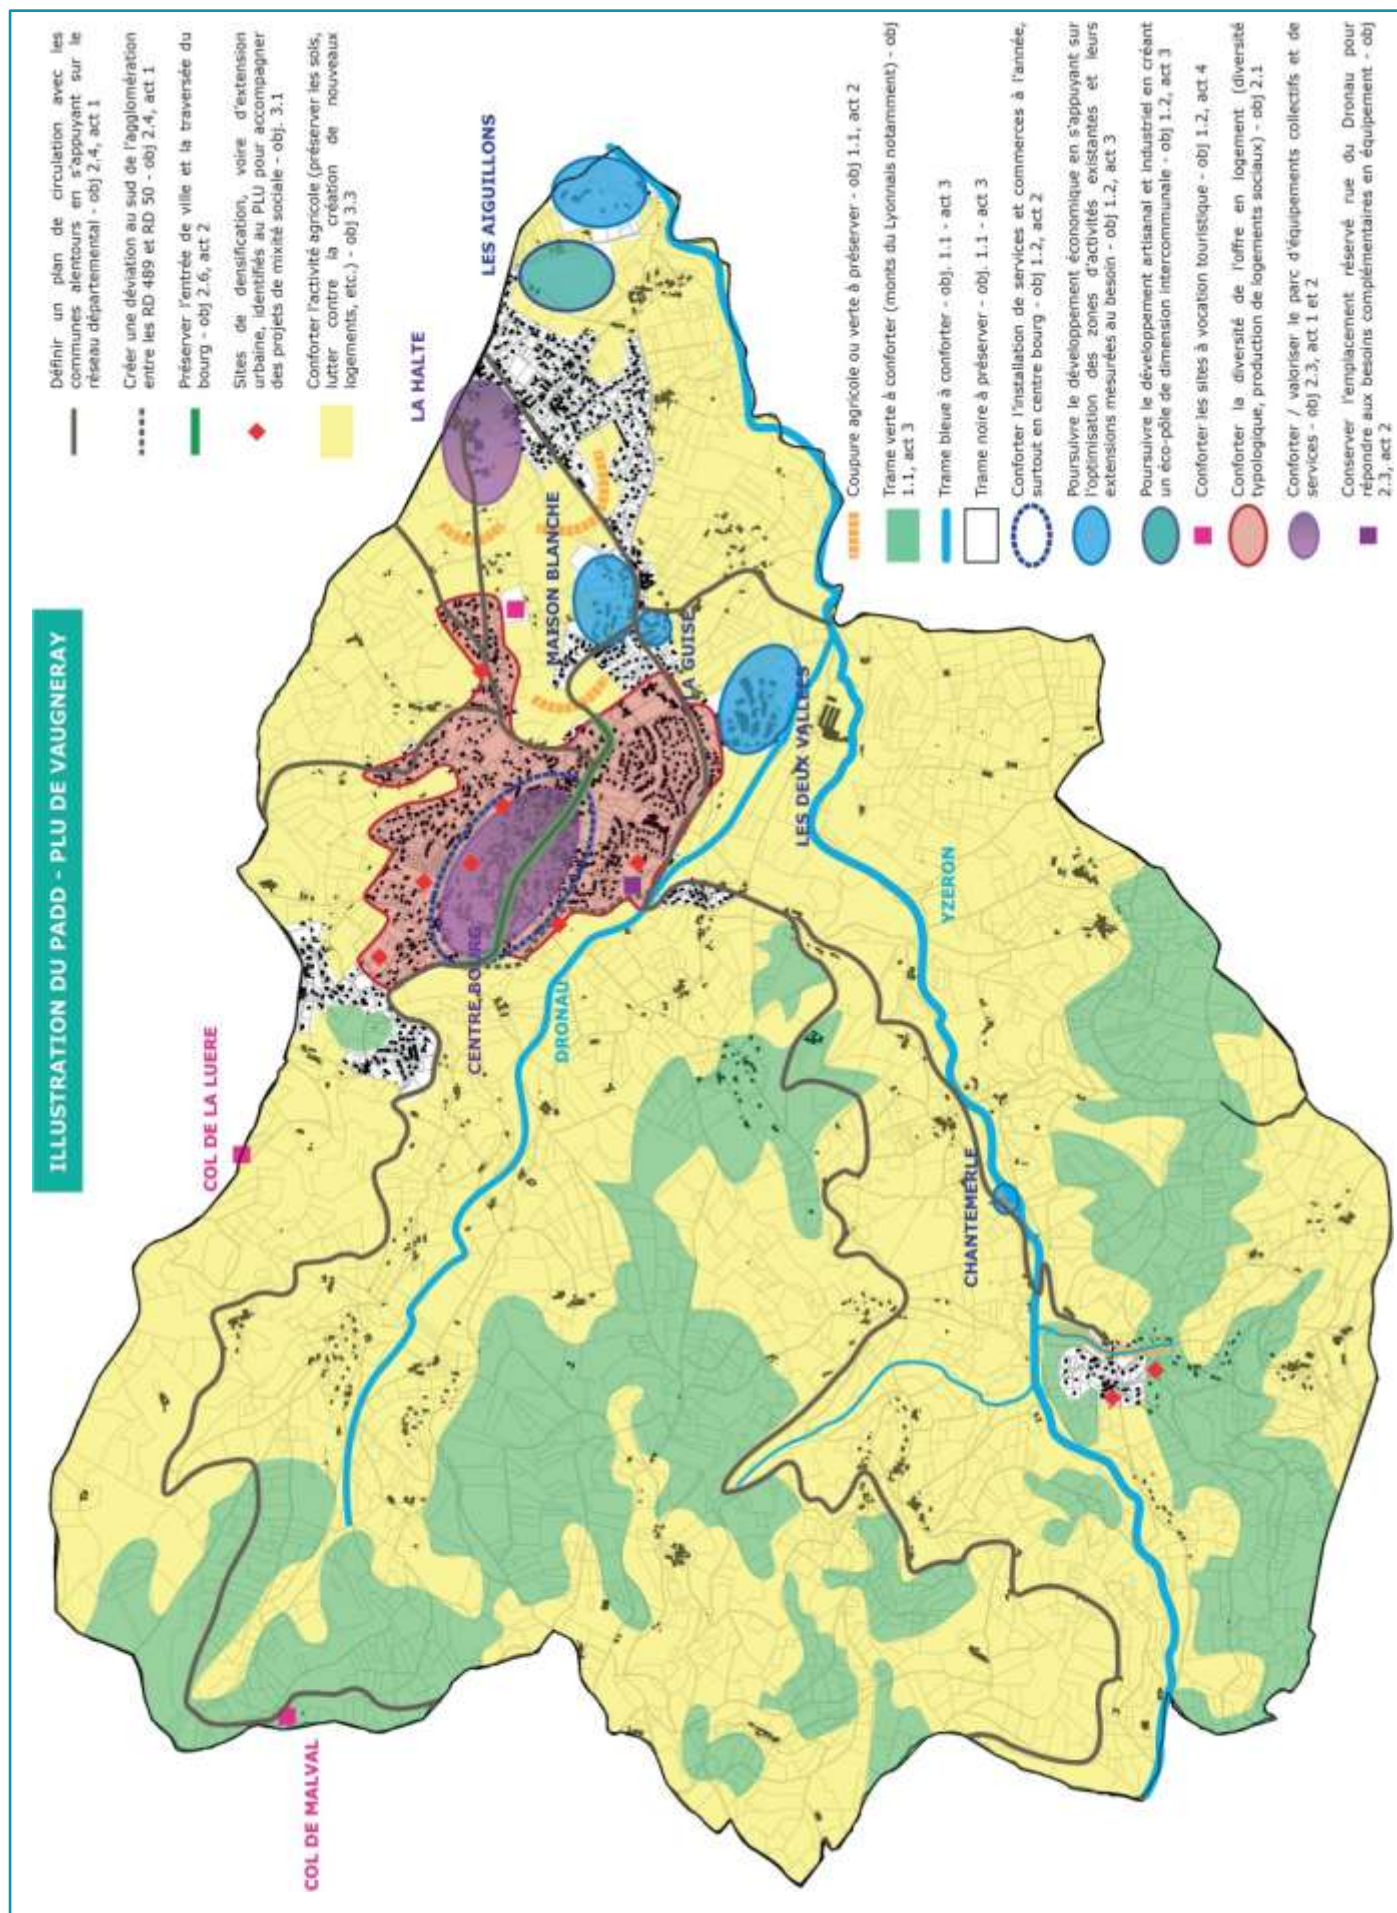 ILLUSTRATION DU PADD - PLU DE VAUGNERAY
Définir un plan de circulation avec les
communes alentours en s'appuyant sur le
réseau départemental - obj 2.4, act 1
Créer une déviation au sud de l'agglomération
entre les RD 489 et RD 50 - obj 2.4, act 1
Préserver l'entrée de ville et la traversée du
bourg - obj 2.6, act 2
Sites de densification, voire d'extension
urbaine, identifiés au PLU pour accompagner
des projets de mixité sociale - obj. 3.1
Conforter l'activité agricole (préserver les sols,
lutter contre la création de nouveaux
logements, etc.) - obj 3.3
COL DE MALVAL
COL DE LA LUERE
CENTRE BOURG
DRONAU
MAISON BLANCHE
LA HALTE
LES AIGUILLONS
LA GUISE
LES DEUX VALLEES
YZERON
CHANTEMERLE
Coupure agricole ou verte à préserver - obj 1.1, act 2
Trame verte à conforter (monts du Lyonnais notamment) - obj
1.1, act 3
Trame bleue à conforter - obj. 1.1 - act 3
Trame noire à préserver - obj. 1.1 - act 3
Conforter l'installation de services et commerces à l'année,
surtout en centre bourg - obj 1.2, act 2
Poursuivre le développement économique en s'appuyant sur
l'optimisation des zones d'activités existantes et leurs
extensions mesurées au besoin - obj 1.2, act 3
Poursuivre le développement artisanal et industriel en créant
un éco-pôle de dimension intercommunale - obj 1.2, act 3
Conforter les sites à vocation touristique - obj 1.2, act 4
Conforter la diversité de l'offre en logement (diversité
typologique, production de logements sociaux) - obj 2.1
Conforter / valoriser le parc d'équipements collectifs et de
services - obj 2.3, act 1 et 2
Conserver l'emplacement réservé rue du Dronau pour
répondre aux besoins complémentaires en équipement - obj
2.3, act 2